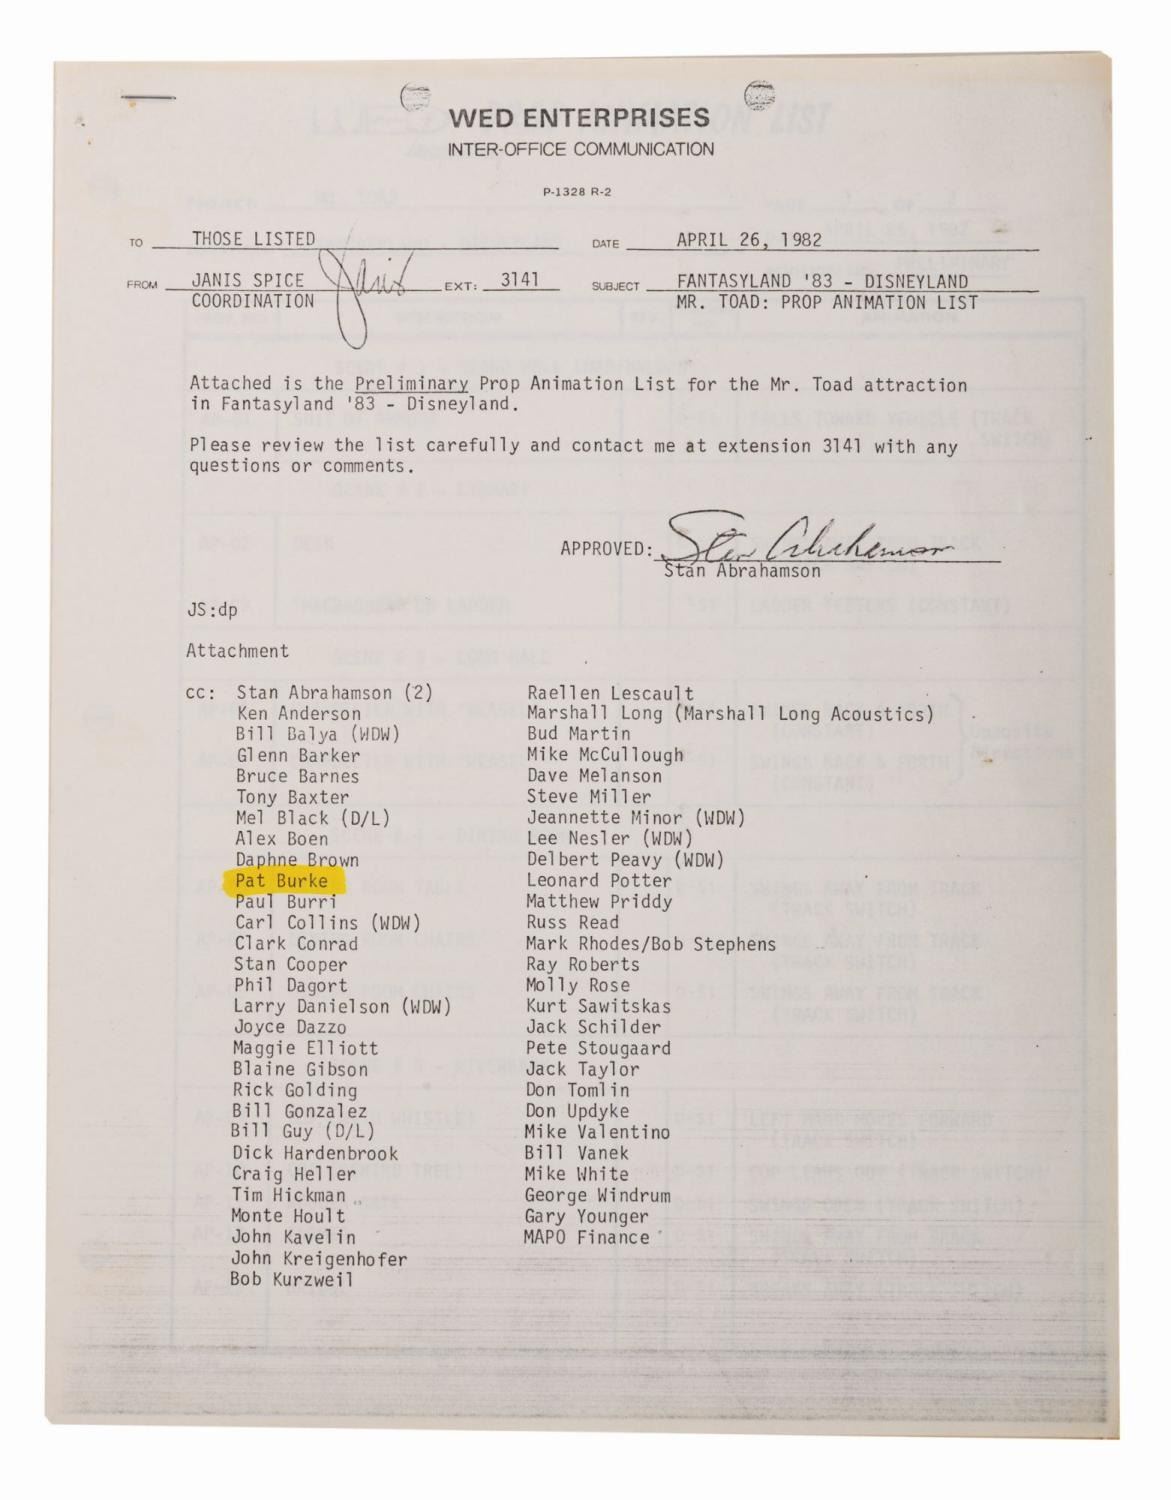 WED ENTERPRISES
INTER-OFFICE COMMUNICATION
P-1328 R-2
TO THOSE LISTED DATE APRIL 26, 1982
FROM JANIS SPICE Janis EXT: 3141 SUBJECT FANTASYLAND '83 - DISNEYLAND
COORDINATION MR. TOAD: PROP ANIMATION LIST
Attached is the Preliminary Prop Animation List for the Mr. Toad attraction
in Fantasyland '83 - Disneyland.
Please review the list carefully and contact me at extension 3141 with any
questions or comments.
APPROVED: Stan Abrahamson
Stan Abrahamson
JS:dp
Attachment
cc: Stan Abrahamson (2)
Ken Anderson
Bill Balya (WDW)
Glenn Barker
Bruce Barnes
Tony Baxter
Mel Black (D/L)
Alex Boen
Daphne Brown
Pat Burke
Paul Burri
Carl Collins (WDW)
Clark Conrad
Stan Cooper
Phil Dagort
Larry Danielson (WDW)
Joyce Dazzo
Maggie Elliott
Blaine Gibson
Rick Golding
Bill Gonzalez
Bill Guy (D/L)
Dick Hardenbrook
Craig Heller
Tim Hickman
Monte Hoult
John Kavelin
John Kreigenhofer
Bob Kurzweil
Raellen Lescault
Marshall Long (Marshall Long Acoustics)
Bud Martin
Mike McCullough
Dave Melanson
Steve Miller
Jeannette Minor (WDW)
Lee Nesler (WDW)
Delbert Peavy (WDW)
Leonard Potter
Matthew Priddy
Russ Read
Mark Rhodes/Bob Stephens
Ray Roberts
Molly Rose
Kurt Sawitskas
Jack Schilder
Pete Stougaard
Jack Taylor
Don Tomlin
Don Updyke
Mike Valentino
Bill Vanek
Mike White
George Windrum
Gary Younger
MAPO Finance